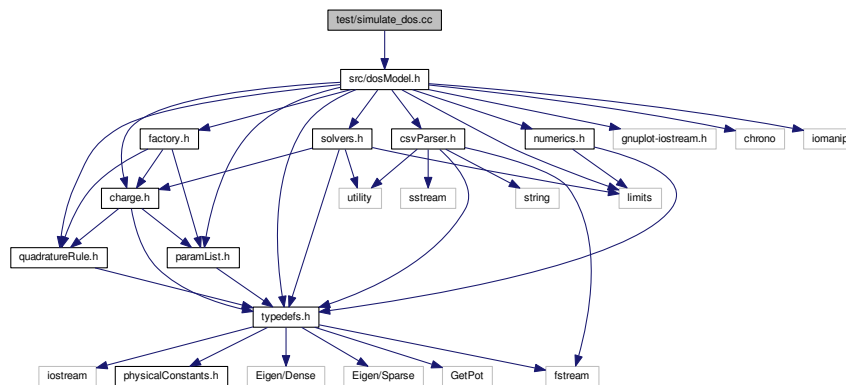 test/simulate_dos.cc
src/dosModel.h
factory.h
solvers.h
csvParser.h
numerics.h
gnuplot-iostream.h
chrono
iomanip
charge.h
utility
sstream
string
limits
quadratureRule.h
paramList.h
typedefs.h
iostream
physicalConstants.h
Eigen/Dense
Eigen/Sparse
GetPot
fstream